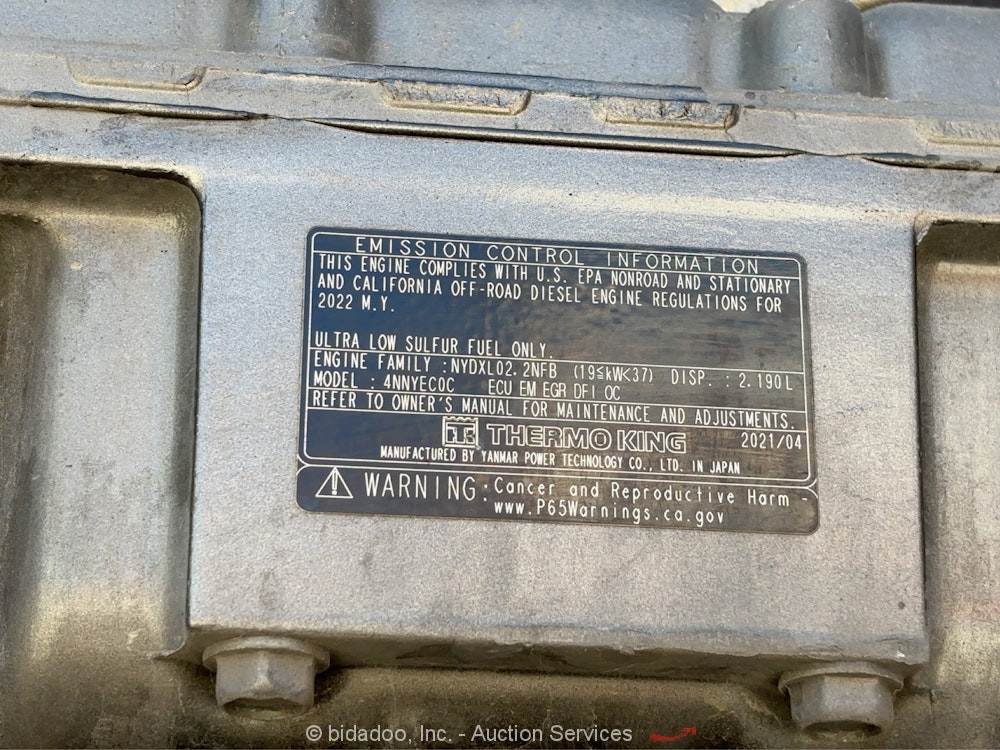 EMISSION CONTROL INFORMATION
THIS ENGINE COMPLIES WITH U.S. EPA NONROAD AND STATIONARY
AND CALIFORNIA OFF-ROAD DIESEL ENGINE REGULATIONS FOR
2022 M.Y.
ULTRA LOW SULFUR FUEL ONLY.
ENGINE FAMILY : NYDXL02.2NFB (19≤kW<37) DISP. : 2.190L
MODEL : 4NNYEC0C ECU EM EGR DFI OC
REFER TO OWNER'S MANUAL FOR MAINTENANCE AND ADJUSTMENTS.
THERMO KING 2021/04
MANUFACTURED BY YANMAR POWER TECHNOLOGY CO., LTD. IN JAPAN
WARNING: Cancer and Reproductive Harm -
www.P65Warnings.ca.gov
© bidadoo, Inc. - Auction Services